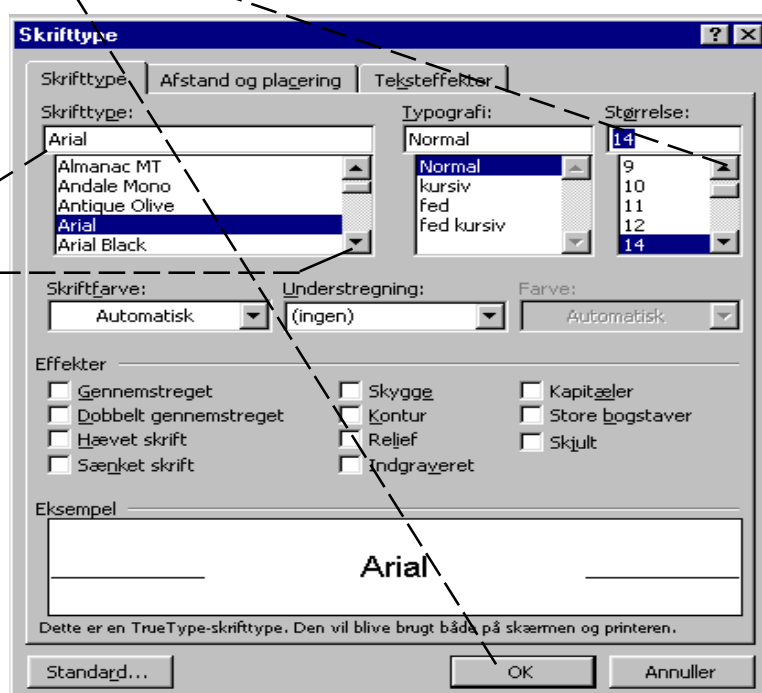 Skrifttype
Skrifttype Afstand og placering Teksteffekter
Skrifttype: Typografi: Størrelse:
Arial Normal 14
Almanac MT Normal 9
Andale Mono kursiv 10
Antique Olive fed 11
Arial fed kursiv 12
Arial Black 14
Skriftfarve: Understregning: Farve:
Automatisk (ingen) Automatisk
Effekter
Gennemstreget Skygge Kapitæler
Dobbelt gennemstreget Kontur Store bogstaver
Hævet skrift Relief Skjult
Sænket skrift Indgraveret
Eksempel
Arial
Dette er en TrueType-skrifttype. Den vil blive brugt både på skærmen og printeren.
Standard... OK Annuller